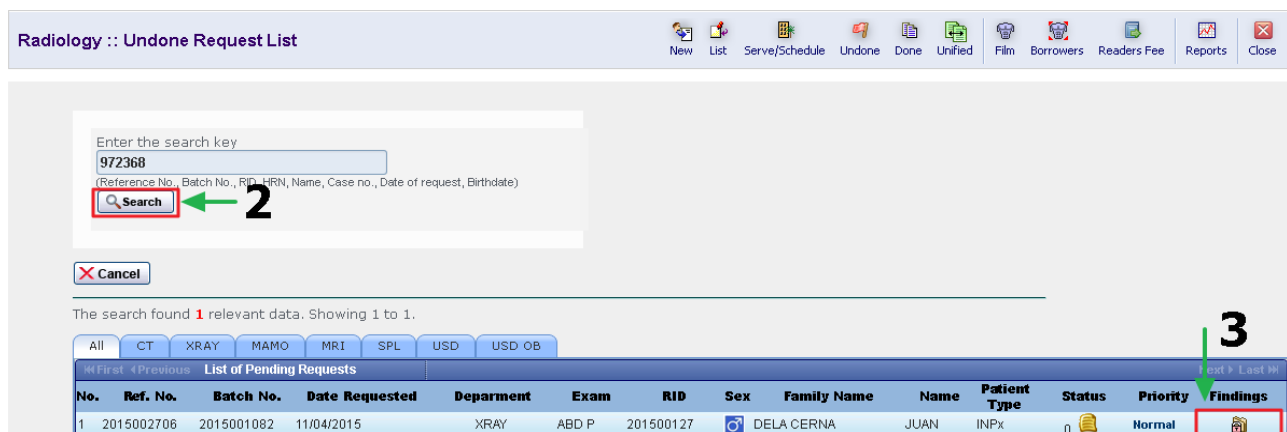 Radiology :: Undone Request List
New List Serve/Schedule Undone Done Unified Film Borrowers Readers Fee Reports Close
Enter the search key
972368
(Reference No., Batch No., RID, HRN, Name, Case no., Date of request, Birthdate)
Search 2
Cancel
The search found 1 relevant data. Showing 1 to 1.
3
All CT XRAY MAMO MRI SPL USD USD OB
First Previous List of Pending Requests Next Last
No. Ref. No. Batch No. Date Requested Deparment Exam RID Sex Family Name Name Patient Type Status Priority Findings
1 2015002706 2015001082 11/04/2015 XRAY ABD P 201500127 DELA CERNA JUAN INPx 0 Normal